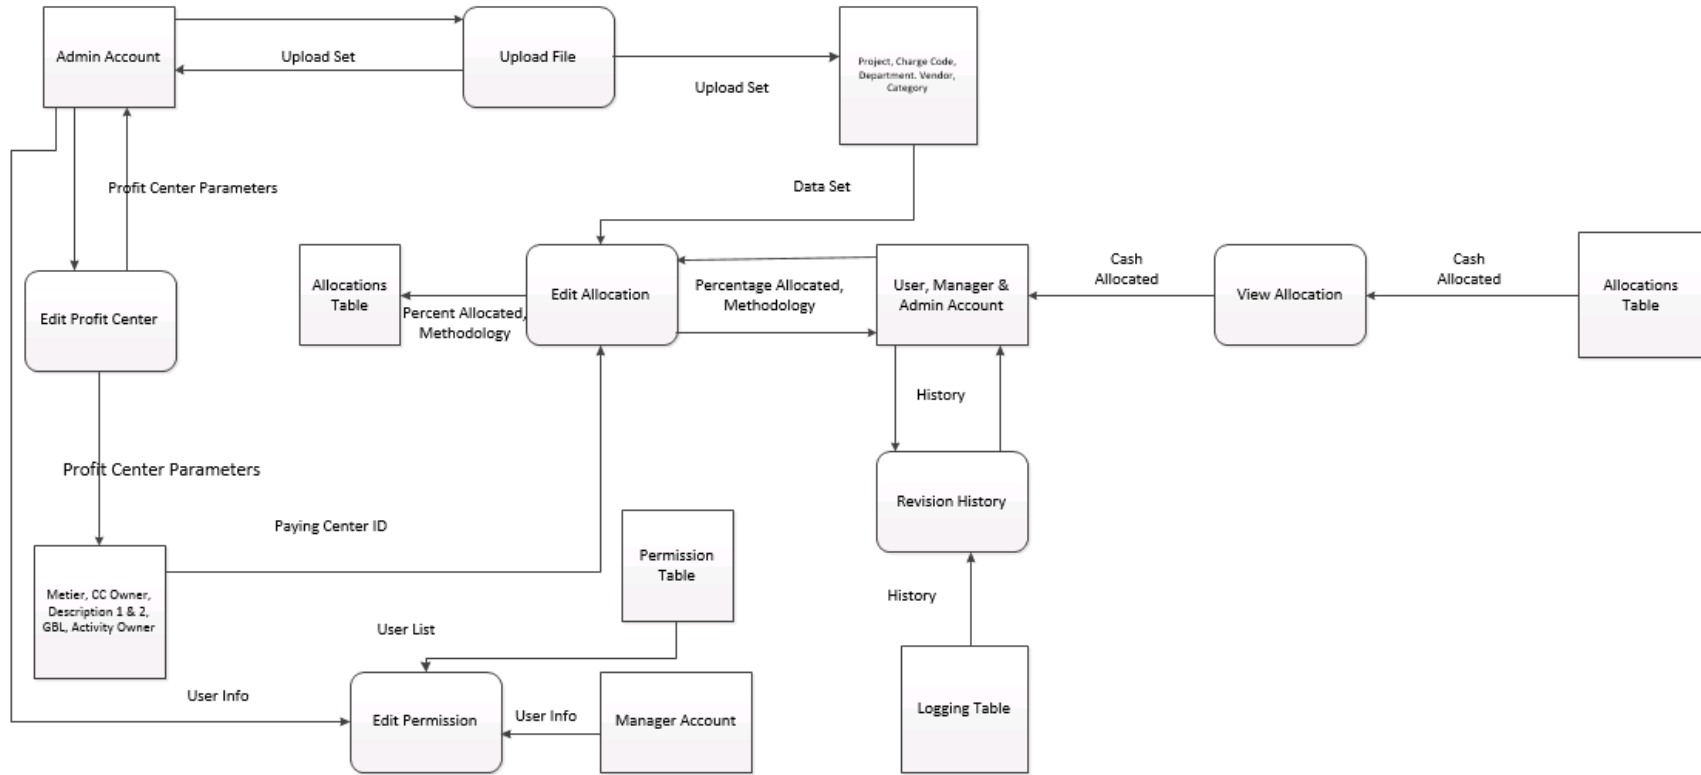 Admin Account
Upload Set
Upload File
Upload Set
Project, Charge Code,
Department. Vendor,
Category
Profit Center Parameters
Data Set
Edit Profit Center
Allocations
Table
Percent Allocated,
Methodology
Edit Allocation
Percentage Allocated,
Methodology
User, Manager &
Admin Account
Cash
Allocated
View Allocation
Cash
Allocated
Allocations
Table
History
Profit Center Parameters
Revision History
Paying Center ID
Permission
Table
Metier, CC Owner,
Description 1 & 2,
GBL, Activity Owner
History
User List
User Info
Edit Permission
User Info
Manager Account
Logging Table